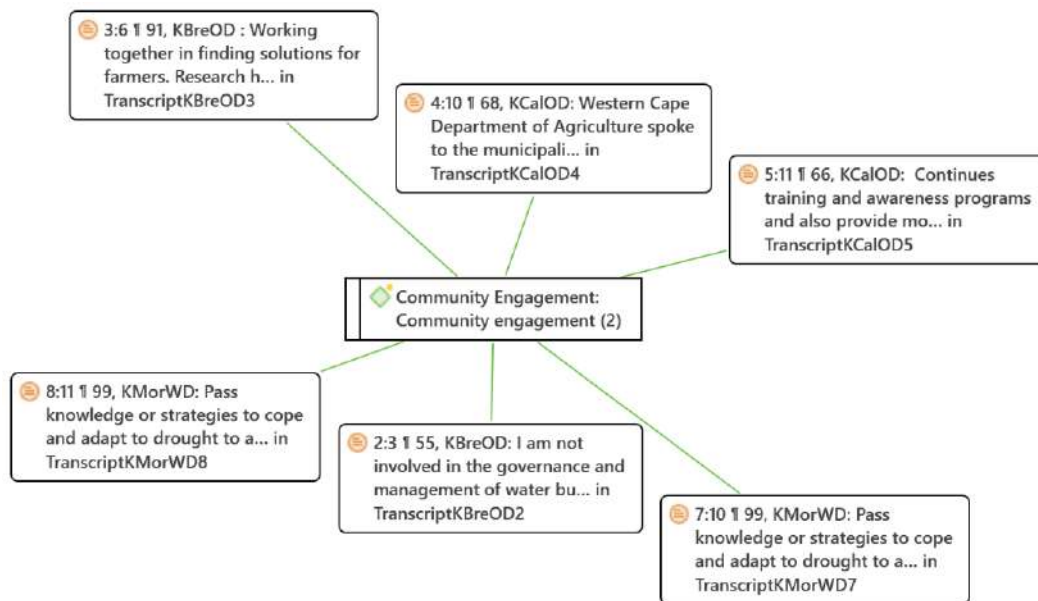 3:6 ¶ 91, KBreOD : Working
together in finding solutions for
farmers. Research h... in
TranscriptKBreOD3
4:10 ¶ 68, KCalOD: Western Cape
Department of Agriculture spoke
to the municipali... in
TranscriptKCalOD4
5:11 ¶ 66, KCalOD:  Continues
training and awareness programs
and also provide mo... in
TranscriptKCalOD5
Community Engagement:
Community engagement (2)
8:11 ¶ 99, KMorWD: Pass
knowledge or strategies to cope
and adapt to drought to a... in
TranscriptKMorWD8
2:3 ¶ 55, KBreOD: I am not
involved in the governance and
management of water bu... in
TranscriptKBreOD2
7:10 ¶ 99, KMorWD: Pass
knowledge or strategies to cope
and adapt to drought to a... in
TranscriptKMorWD7